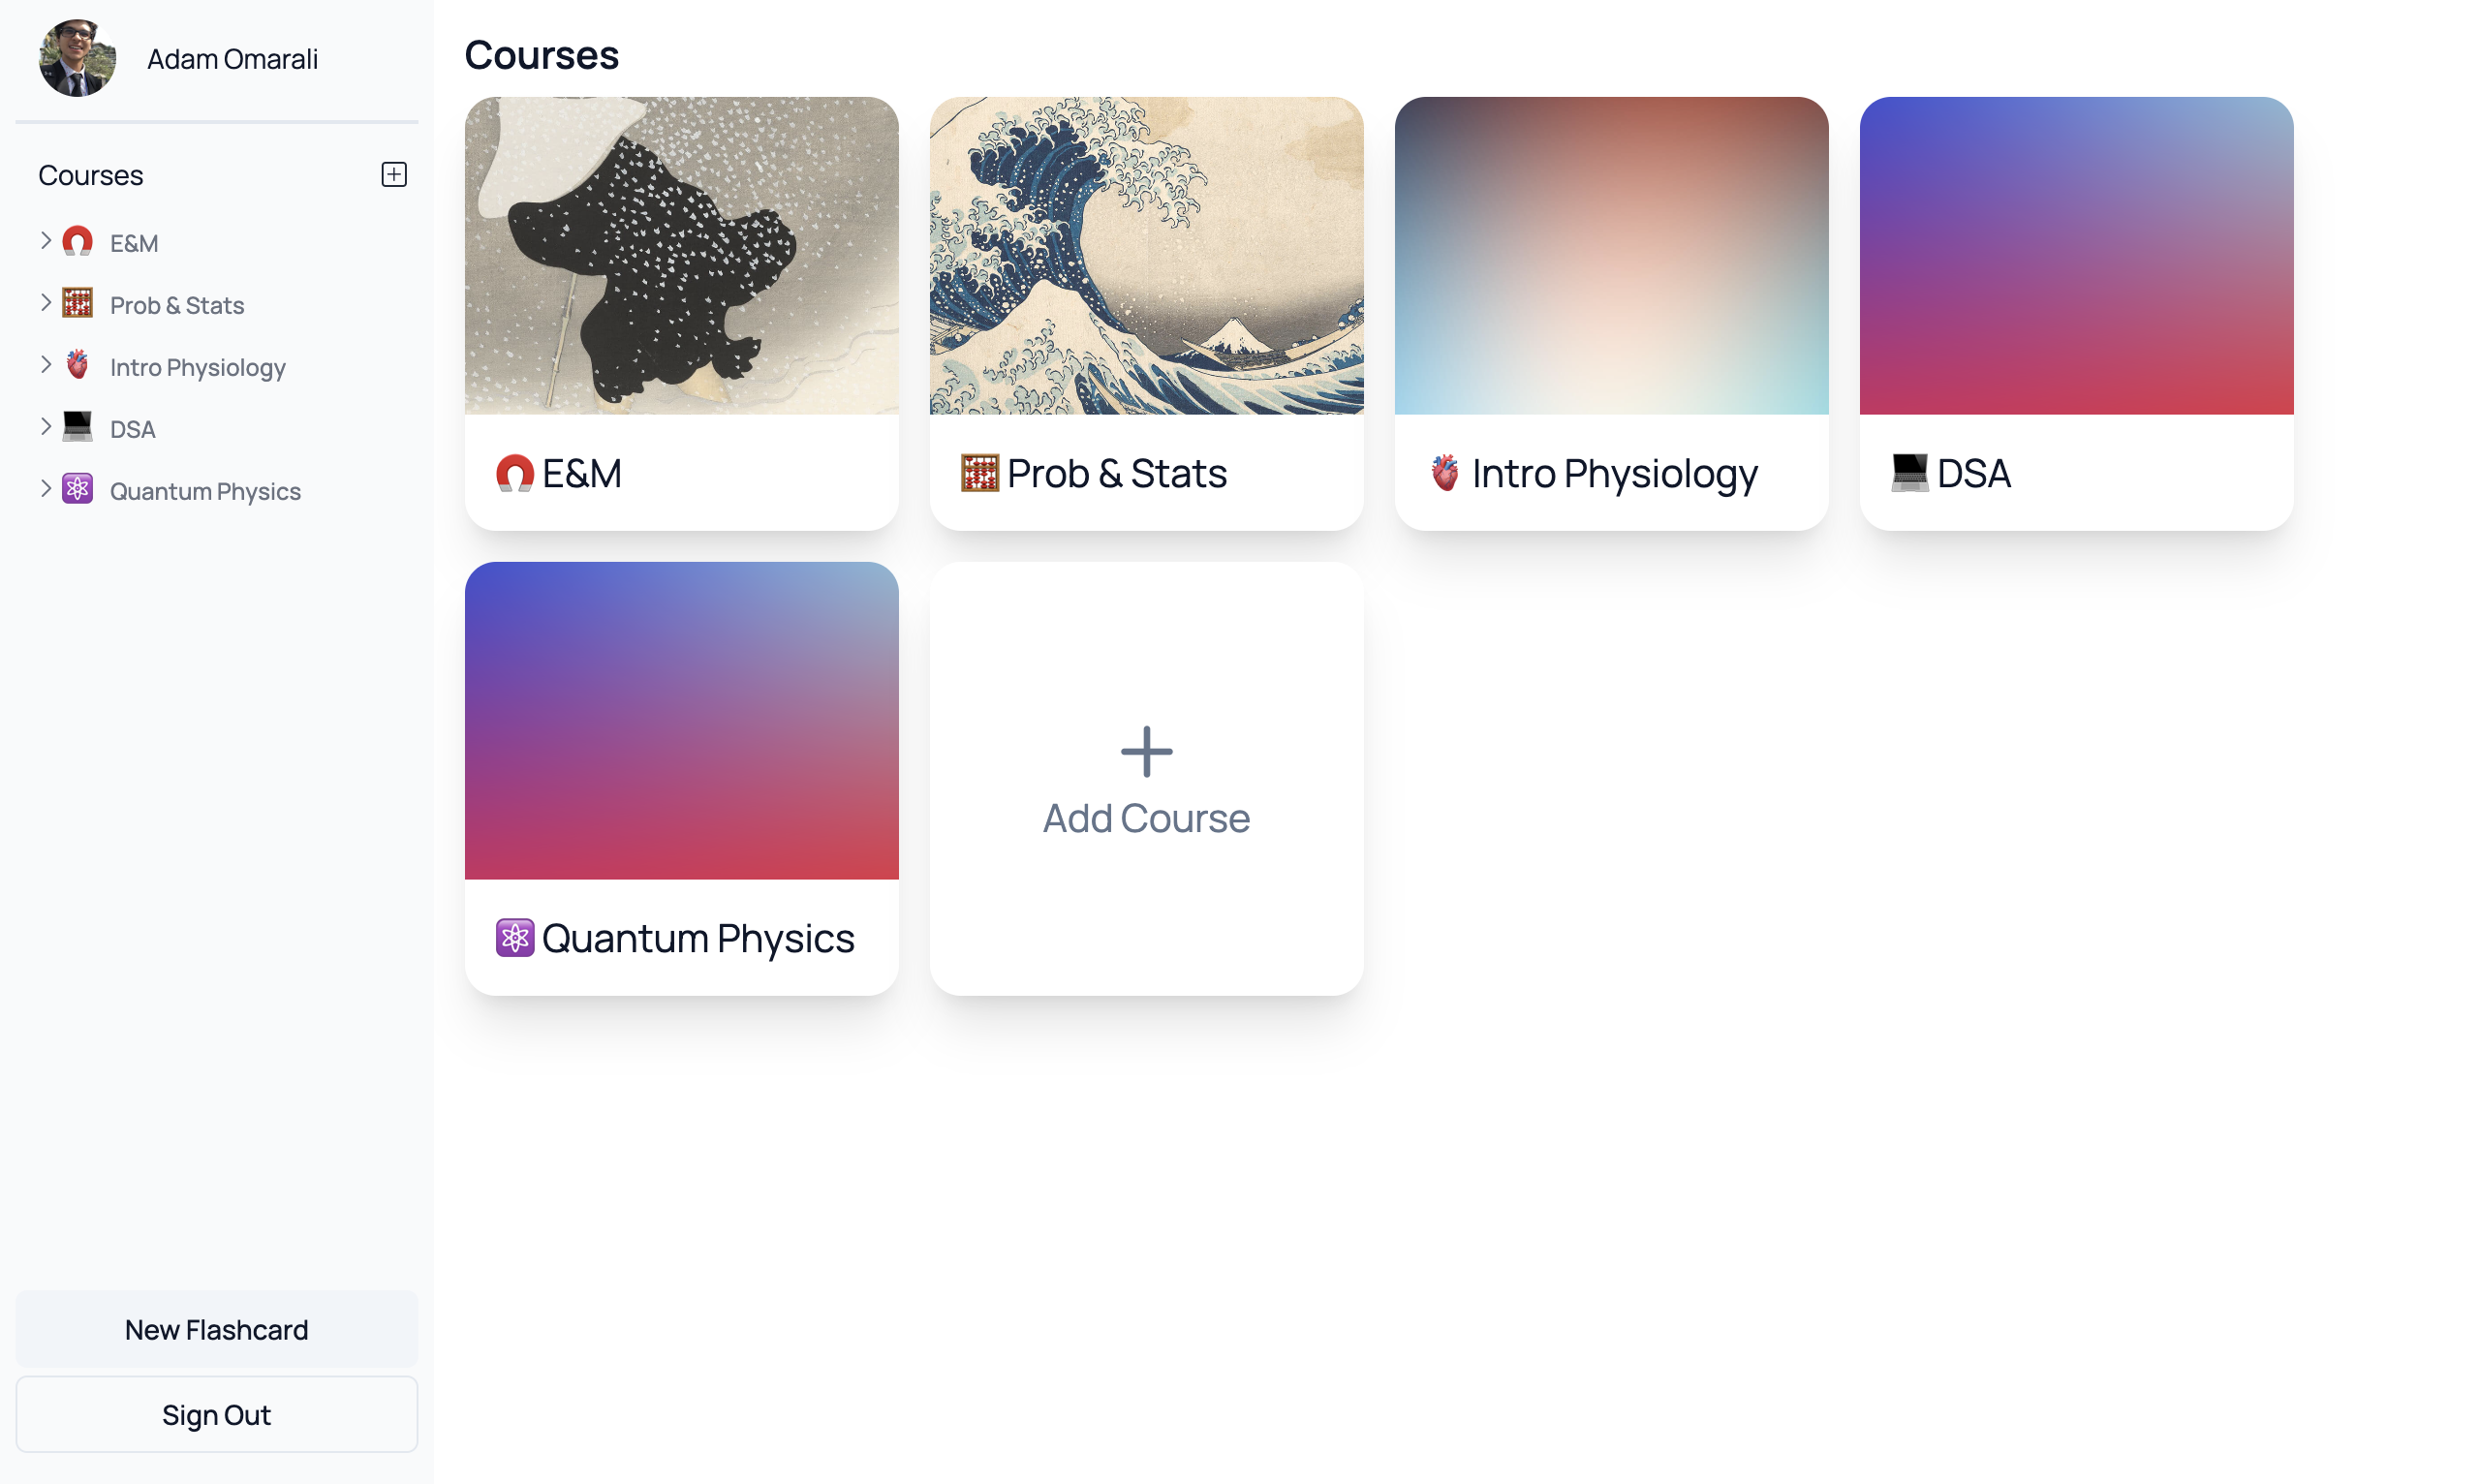 Adam Omarali
Courses
E&M
Prob & Stats
Intro Physiology
DSA
Quantum Physics
New Flashcard
Sign Out
Courses
E&M
Prob & Stats
Intro Physiology
DSA
Quantum Physics
Add Course